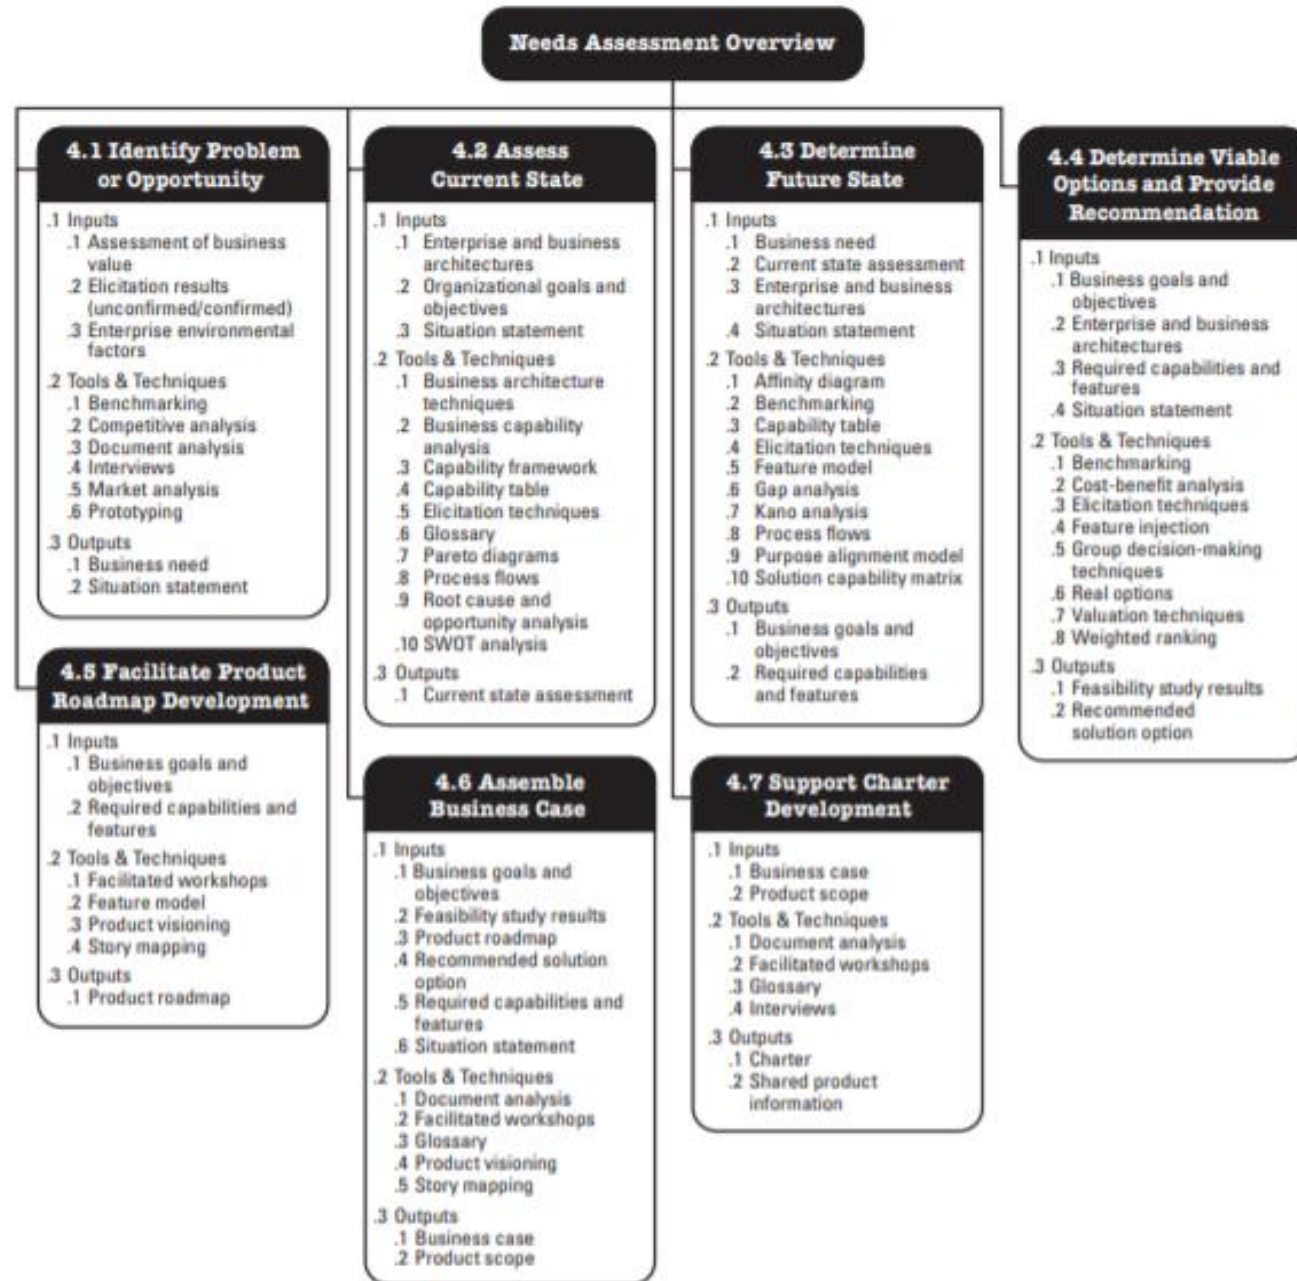 Needs Assessment Overview
4.1 Identify Problem
or Opportunity
.1 Inputs
.1 Assessment of business
value
.2 Elicitation results
(unconfirmed/confirmed)
.3 Enterprise environmental
factors
.2 Tools & Techniques
.1 Benchmarking
.2 Competitive analysis
.3 Document analysis
.4 Interviews
.5 Market analysis
.6 Prototyping
.3 Outputs
.1 Business need
.2 Situation statement
4.2 Assess
Current State
.1 Inputs
.1 Enterprise and business
architectures
.2 Organizational goals and
objectives
.3 Situation statement
.2 Tools & Techniques
.1 Business architecture
techniques
.2 Business capability
analysis
.3 Capability framework
.4 Capability table
.5 Elicitation techniques
.6 Glossary
.7 Pareto diagrams
.8 Process flows
.9 Root cause and
opportunity analysis
.10 SWOT analysis
.3 Outputs
.1 Current state assessment
4.3 Determine
Future State
.1 Inputs
.1 Business need
.2 Current state assessment
.3 Enterprise and business
architectures
.4 Situation statement
.2 Tools & Techniques
.1 Affinity diagram
.2 Benchmarking
.3 Capability table
.4 Elicitation techniques
.5 Feature model
.6 Gap analysis
.7 Kano analysis
.8 Process flows
.9 Purpose alignment model
.10 Solution capability matrix
.3 Outputs
.1 Business goals and
objectives
.2 Required capabilities
and features
4.4 Determine Viable
Options and Provide
Recommendation
.1 Inputs
.1 Business goals and
objectives
.2 Enterprise and business
architectures
.3 Required capabilities and
features
.4 Situation statement
.2 Tools & Techniques
.1 Benchmarking
.2 Cost-benefit analysis
.3 Elicitation techniques
.4 Feature injection
.5 Group decision-making
techniques
.6 Real options
.7 Valuation techniques
.8 Weighted ranking
.3 Outputs
.1 Feasibility study results
.2 Recommended
solution option
4.5 Facilitate Product
Roadmap Development
.1 Inputs
.1 Business goals and
objectives
.2 Required capabilities and
features
.2 Tools & Techniques
.1 Facilitated workshops
.2 Feature model
.3 Product visioning
.4 Story mapping
.3 Outputs
.1 Product roadmap
4.6 Assemble
Business Case
.1 Inputs
.1 Business goals and
objectives
.2 Feasibility study results
.3 Product roadmap
.4 Recommended solution
option
.5 Required capabilities and
features
.6 Situation statement
.2 Tools & Techniques
.1 Document analysis
.2 Facilitated workshops
.3 Glossary
.4 Product visioning
.5 Story mapping
.3 Outputs
.1 Business case
.2 Product scope
4.7 Support Charter
Development
.1 Inputs
.1 Business case
.2 Product scope
.2 Tools & Techniques
.1 Document analysis
.2 Facilitated workshops
.3 Glossary
.4 Interviews
.3 Outputs
.1 Charter
.2 Shared product
information